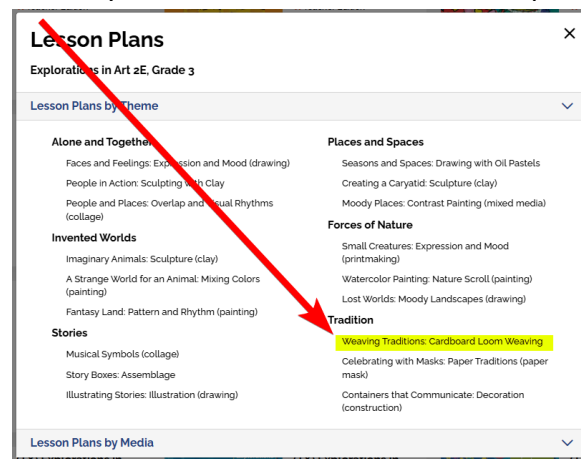 Lesson Plans
×
Explorations in Art 2E, Grade 3
Lesson Plans by Theme
Alone and Together
Faces and Feelings: Expression and Mood (drawing)
People in Action: Sculpting with Clay
People and Places: Overlap and Visual Rhythms
(collage)
Invented Worlds
Imaginary Animals: Sculpture (clay)
A Strange World for an Animal: Mixing Colors
(painting)
Fantasy Land: Pattern and Rhythm (painting)
Stories
Musical Symbols (collage)
Story Boxes: Assemblage
Illustrating Stories: Illustration (drawing)
Places and Spaces
Seasons and Spaces: Drawing with Oil Pastels
Creating a Caryatid: Sculpture (clay)
Moody Places: Contrast Painting (mixed media)
Forces of Nature
Small Creatures: Expression and Mood
(printmaking)
Watercolor Painting: Nature Scroll (painting)
Lost Worlds: Moody Landscapes (drawing)
Tradition
Weaving Traditions: Cardboard Loom Weaving
Celebrating with Masks: Paper Traditions (paper
mask)
Containers that Communicate: Decoration
(construction)
Lesson Plans by Media